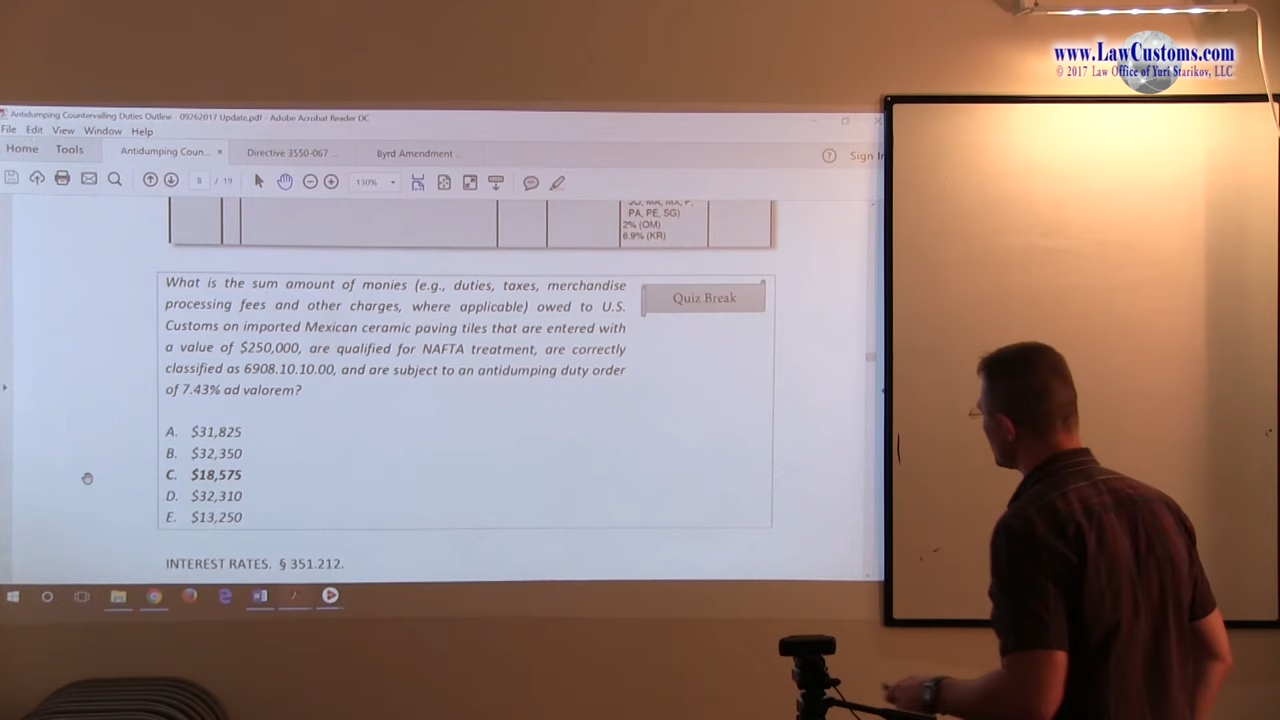 www.LawCustoms.com
© 2017 Law Office of Yuri Starikov, LLC
Antidumping Countervailing Duties Outline - 09262017 Update.pdf - Adobe Acrobat Reader DC
File Edit View Window Help
Home Tools Antidumping Coun... × Directive 3550-067 ... Byrd Amendment ... ? Sign In
8 / 19 130%
PA, PE, SG)
2% (OM)
6.9% (KR)
What is the sum amount of monies (e.g., duties, taxes, merchandise
processing fees and other charges, where applicable) owed to U.S.
Customs on imported Mexican ceramic paving tiles that are entered with
a value of $250,000, are qualified for NAFTA treatment, are correctly
classified as 6908.10.10.00, and are subject to an antidumping duty order
of 7.43% ad valorem?
Quiz Break
A. $31,825
B. $32,350
C. $18,575
D. $32,310
E. $13,250
INTEREST RATES. § 351.212.